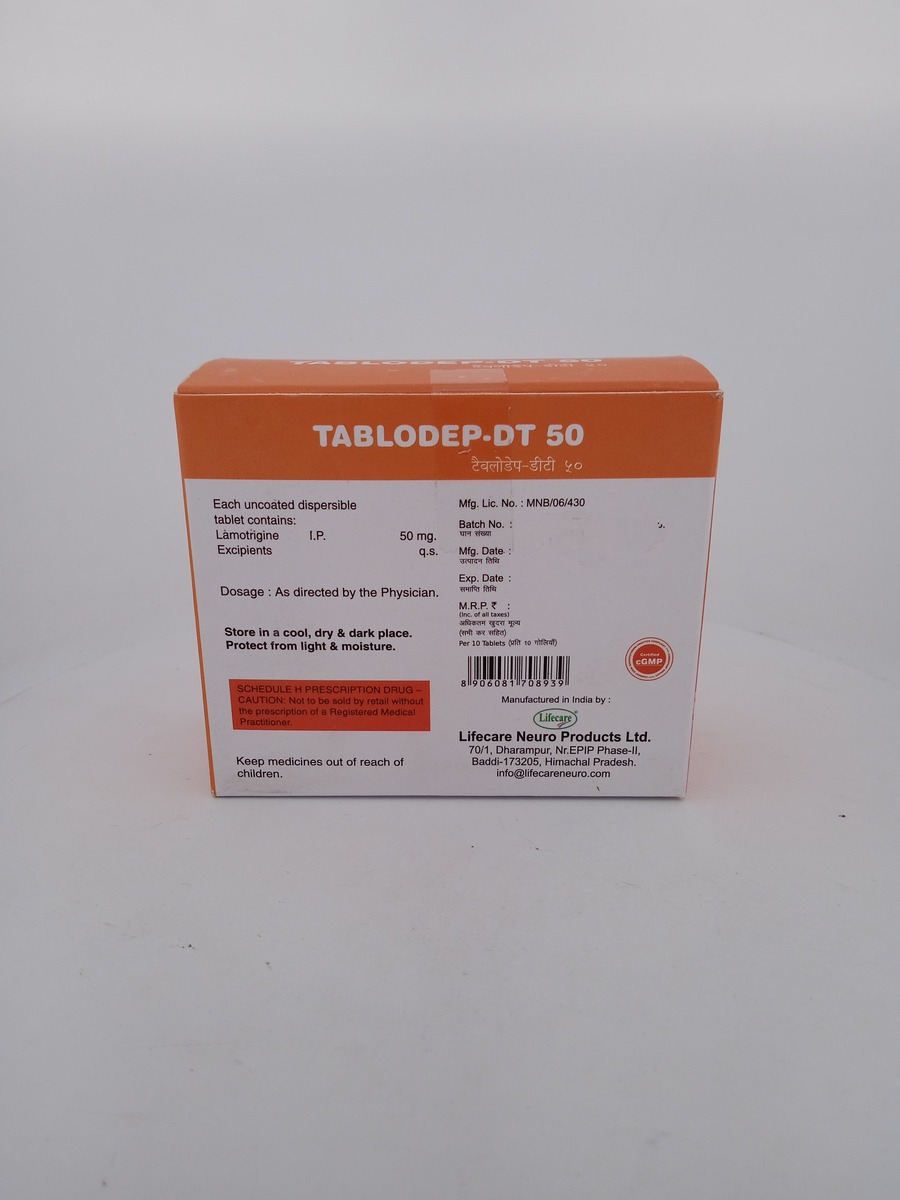 TABLODEP-DT 50
टैबलोडेप-डीटी ५०
TABLODEP-DT 50
टैबलोडेप-डीटी ५०
Each uncoated dispersible
tablet contains:
Lamotrigine I.P. 50 mg.
Excipients q.s.
Dosage : As directed by the Physician.
Store in a cool, dry & dark place.
Protect from light & moisture.
SCHEDULE H PRESCRIPTION DRUG –
CAUTION: Not to be sold by retail without
the prescription of a Registered Medical
Practitioner.
Keep medicines out of reach of
children.
Mfg. Lic. No. : MNB/06/430
Batch No. :
घान संख्या
Mfg. Date :
उत्पादन तिथि
Exp. Date :
समाप्ति तिथि
M.R.P. ₹ :
(Inc. of all taxes)
अधिकतम खुदरा मूल्य
(सभी कर सहित)
Per 10 Tablets (प्रति 10 गोलियाँ)
8 906081 708939
Certified
cGMP
Manufactured in India by :
Lifecare
Lifecare Neuro Products Ltd.
70/1, Dharampur, Nr.EPIP Phase-II,
Baddi-173205, Himachal Pradesh.
info@lifecareneuro.com